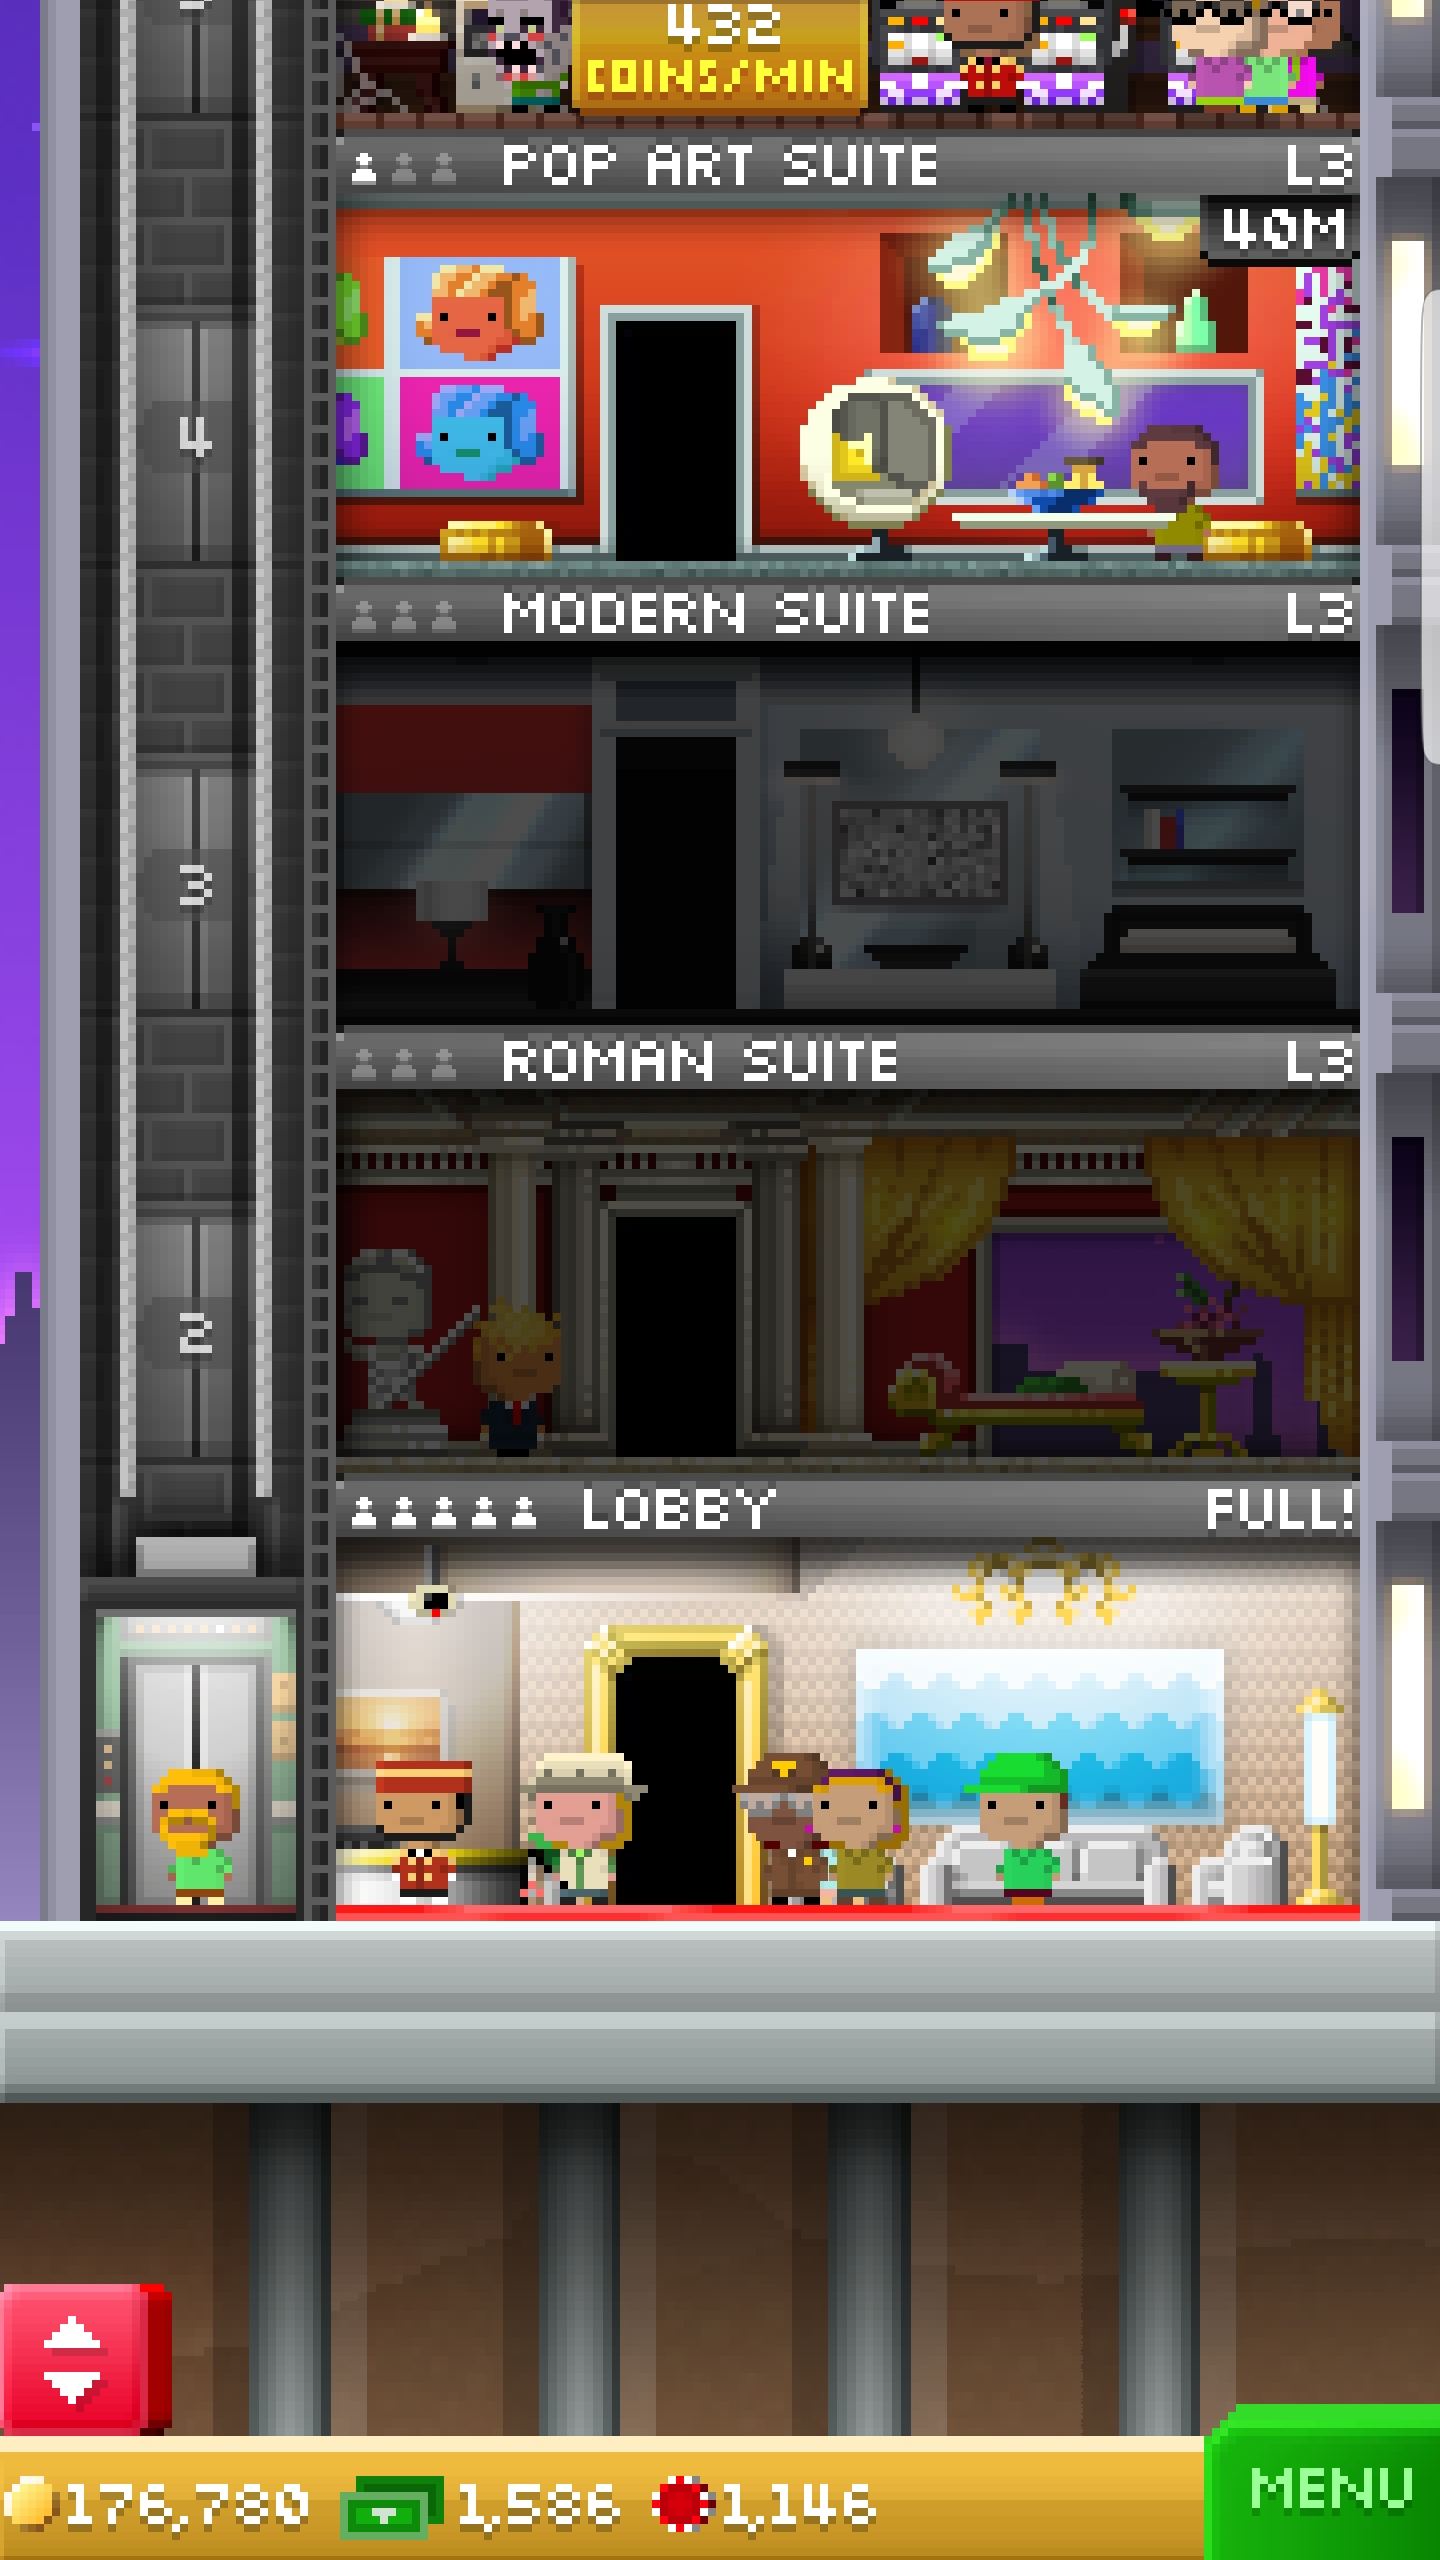 432
COINS/MIN
POP ART SUITE L3
40M
4
MODERN SUITE L3
3
ROMAN SUITE L3
2
LOBBY FULL!
MENU
176,780 1,586 1,146